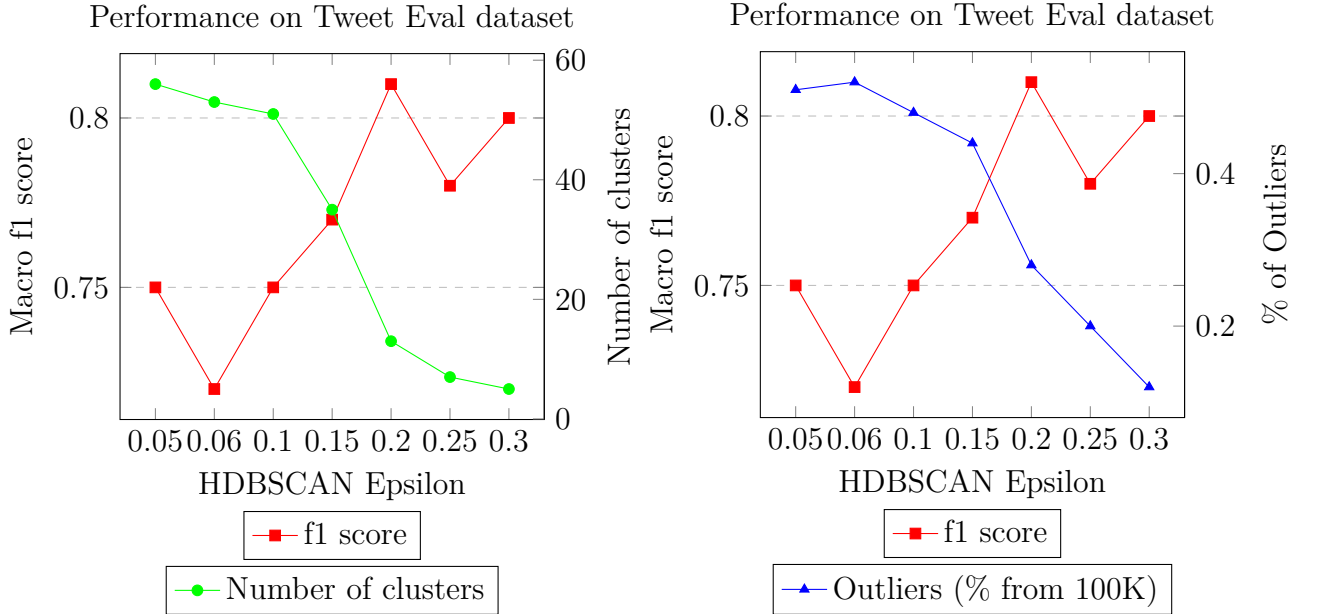 Performance on Tweet Eval dataset
Macro f1 score
0.8
0.75
60
40
20
0
Number of clusters
0.05 0.06 0.1 0.15 0.2 0.25 0.3
HDBSCAN Epsilon
f1 score
Number of clusters
Performance on Tweet Eval dataset
Macro f1 score
0.8
0.75
0.4
0.2
% of Outliers
0.05 0.06 0.1 0.15 0.2 0.25 0.3
HDBSCAN Epsilon
f1 score
Outliers (% from 100K)